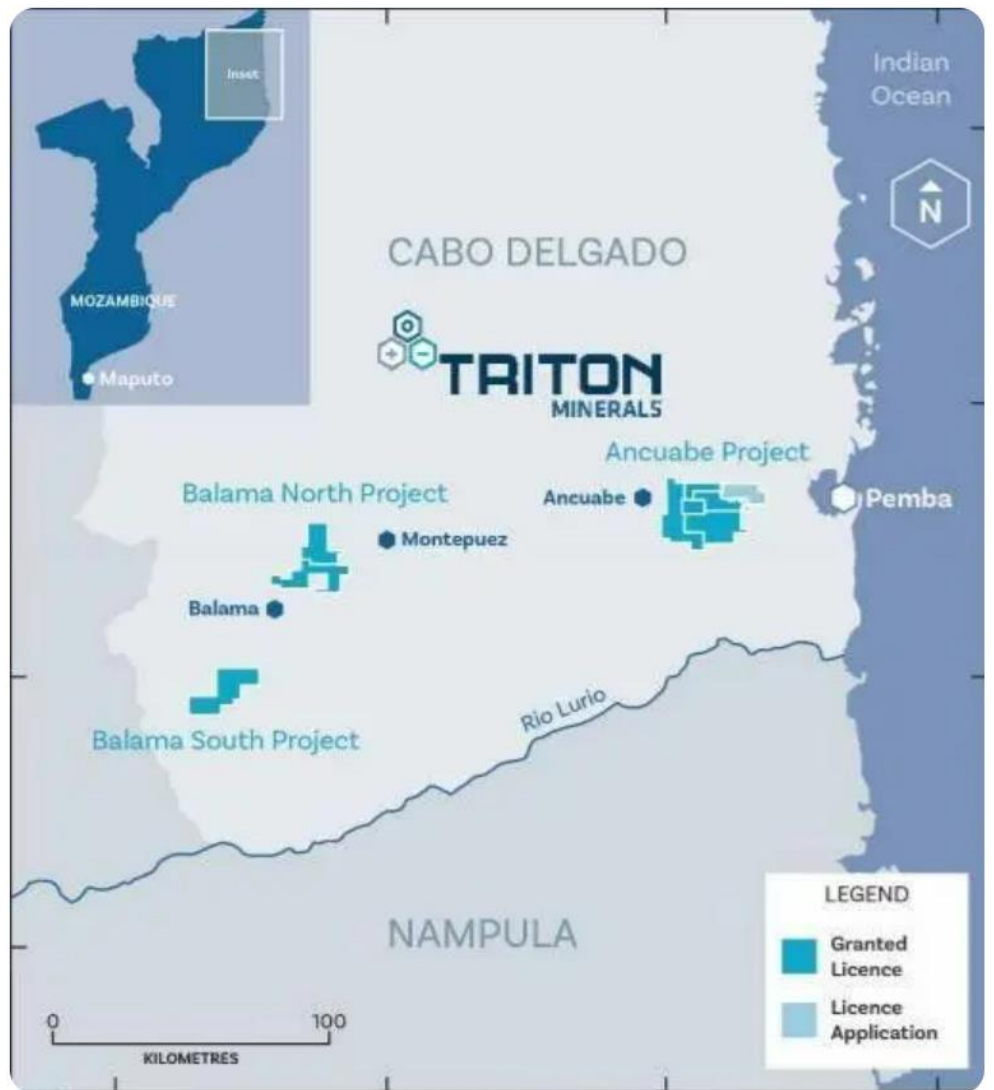 Inset
MOZAMBIQUE
Maputo
Indian
Ocean
N
CABO DELGADO
TRITON
MINERALS
Ancuabe Project
Balama North Project
Ancuabe
Pemba
Montepuez
Balama
Balama South Project
Rio Lurio
NAMPULA
LEGEND
Granted
Licence
Licence
Application
0 100
KILOMETRES